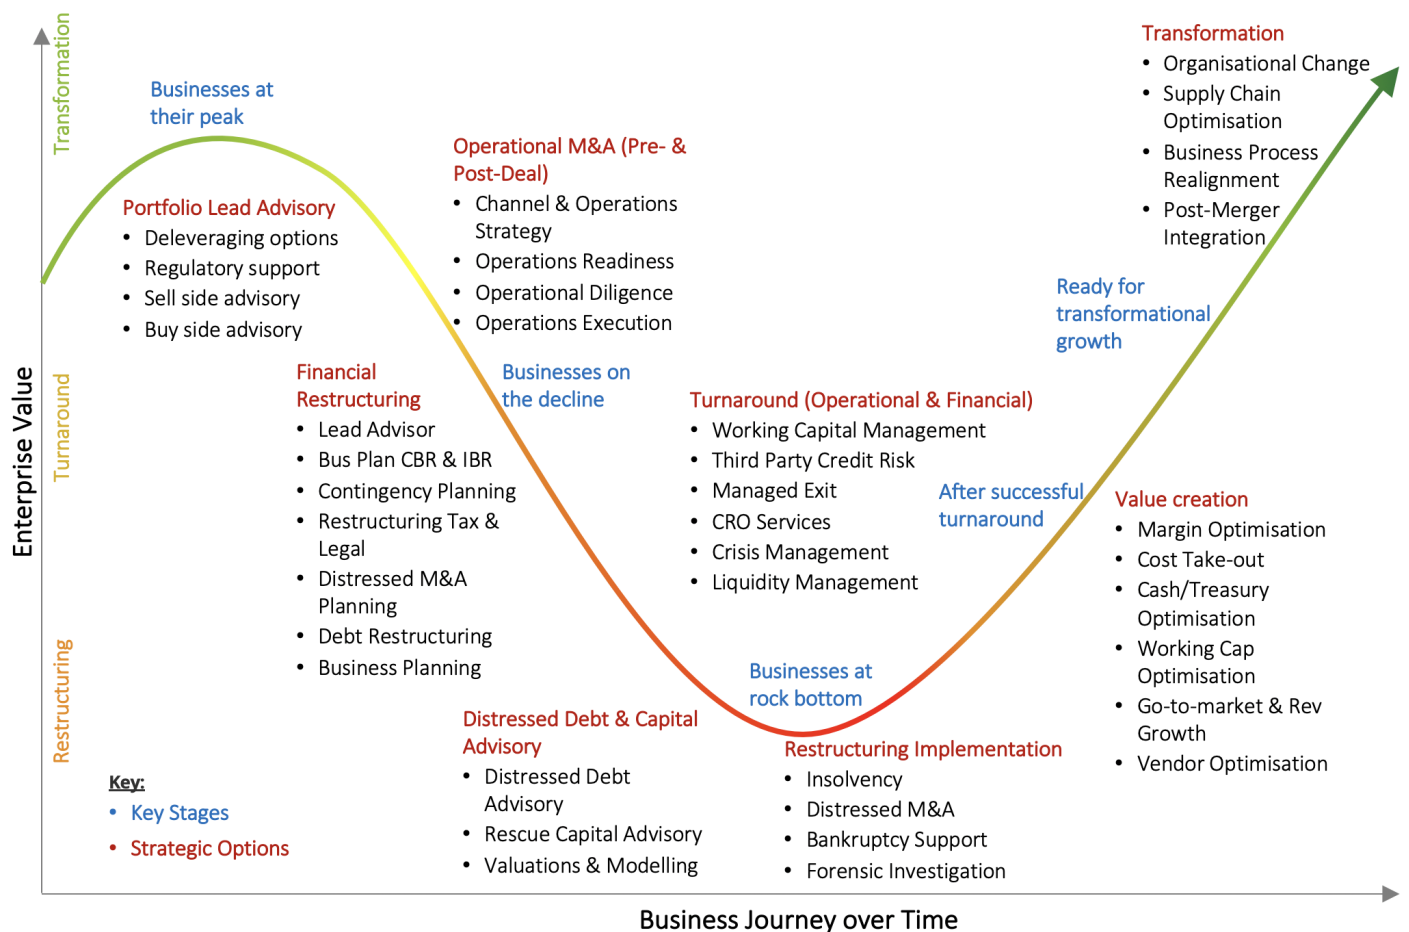 Transformation
Turnaround
Restructuring
Enterprise Value
Businesses at
their peak
Portfolio Lead Advisory
• Deleveraging options
• Regulatory support
• Sell side advisory
• Buy side advisory
Operational M&A (Pre- &
Post-Deal)
• Channel & Operations
Strategy
• Operations Readiness
• Operational Diligence
• Operations Execution
Businesses on
the decline
Financial
Restructuring
• Lead Advisor
• Bus Plan CBR & IBR
• Contingency Planning
• Restructuring Tax &
Legal
• Distressed M&A
Planning
• Debt Restructuring
• Business Planning
Distressed Debt & Capital
Advisory
• Distressed Debt
Advisory
• Rescue Capital Advisory
• Valuations & Modelling
Businesses at
rock bottom
Restructuring Implementation
• Insolvency
• Distressed M&A
• Bankruptcy Support
• Forensic Investigation
Turnaround (Operational & Financial)
• Working Capital Management
• Third Party Credit Risk
• Managed Exit
• CRO Services
• Crisis Management
• Liquidity Management
After successful
turnaround
Value creation
• Margin Optimisation
• Cost Take-out
• Cash/Treasury
Optimisation
• Working Cap
Optimisation
• Go-to-market & Rev
Growth
• Vendor Optimisation
Ready for
transformational
growth
Transformation
• Organisational Change
• Supply Chain
Optimisation
• Business Process
Realignment
• Post-Merger
Integration
Key:
• Key Stages
• Strategic Options
Business Journey over Time